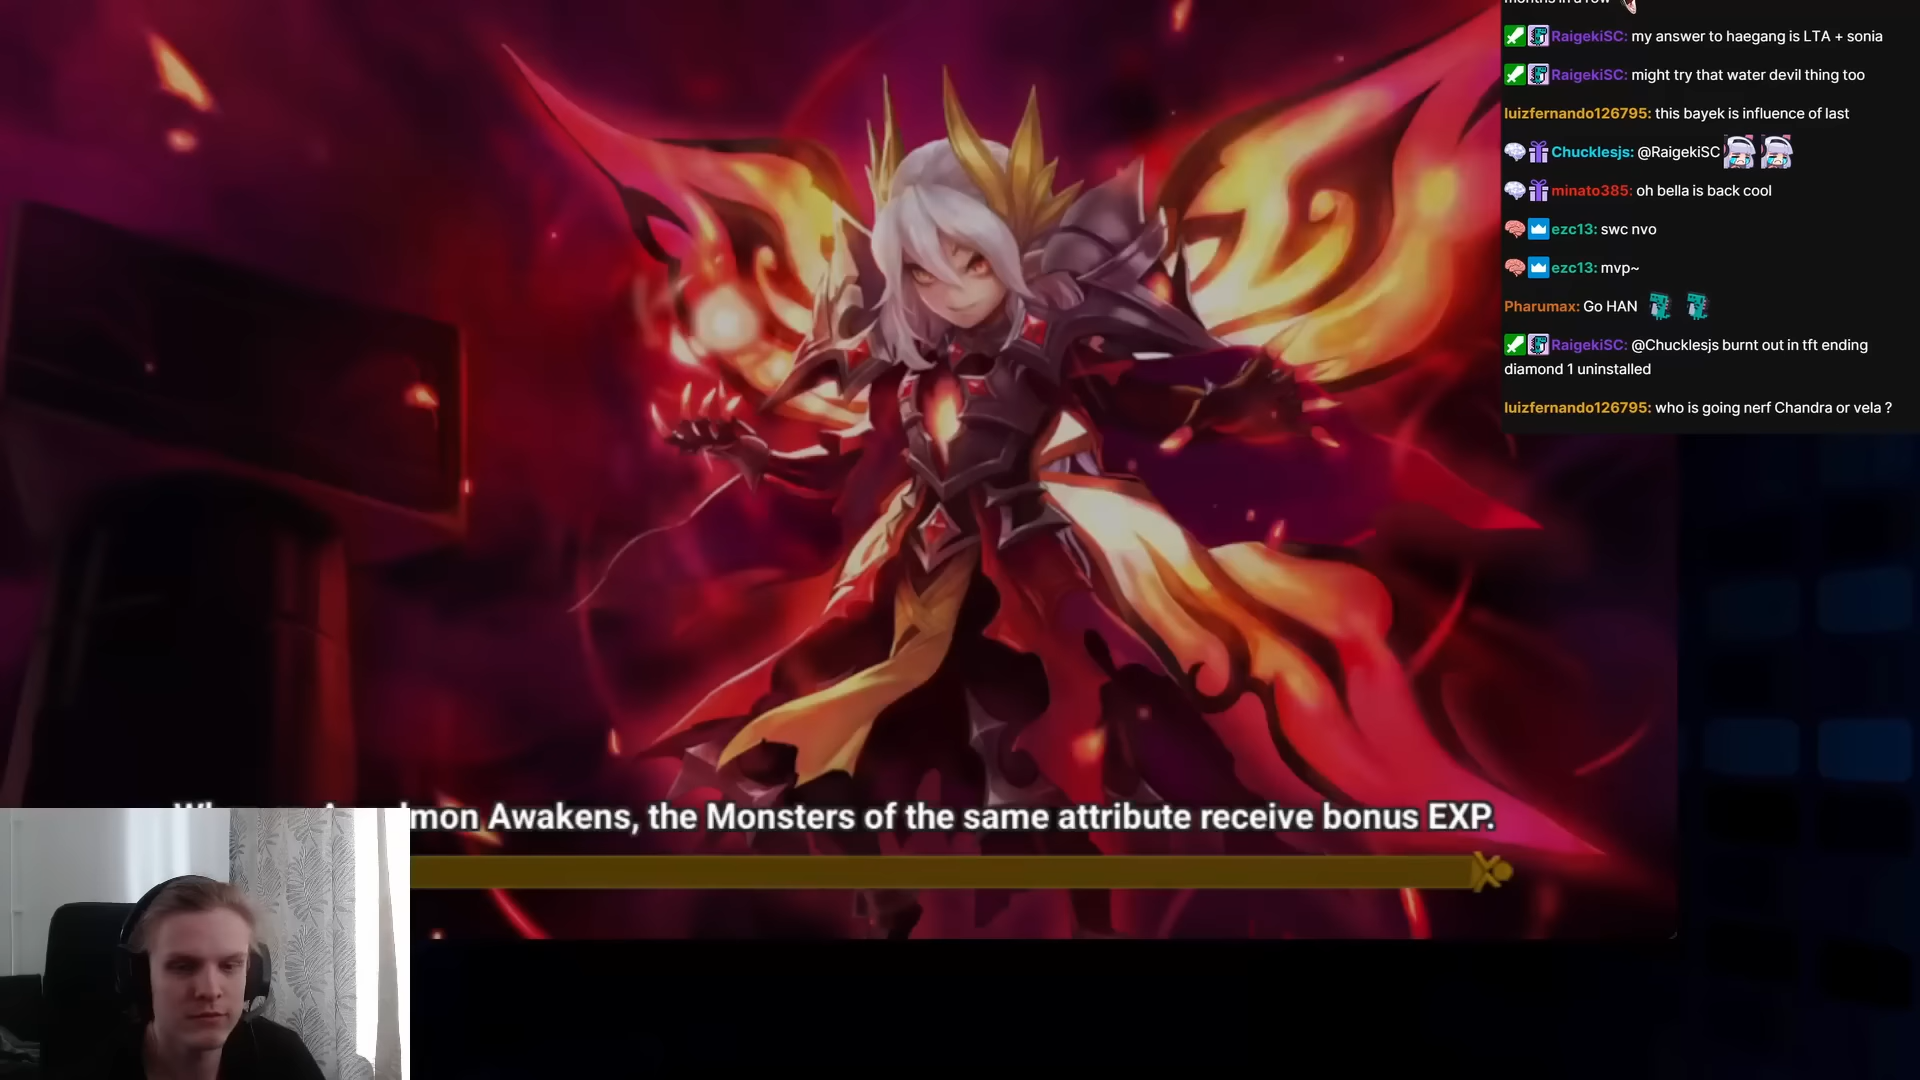 RaigekiSC: my answer to haegang is LTA + sonia
RaigekiSC: might try that water devil thing too
luizfernando126795: this bayek is influence of last
Chucklesjs: @RaigekiSC
minato385: oh bella is back cool
ezc13: swc nvo
ezc13: mvp~
Pharumax: Go HAN
RaigekiSC: @Chucklesjs burnt out in tft ending
diamond 1 uninstalled
luizfernando126795: who is going nerf Chandra or vela ?
Awakens, the Monsters of the same attribute receive bonus EXP.